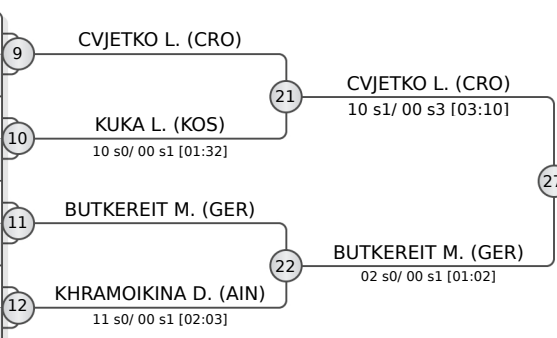 9
CVJETKO L. (CRO)
21
CVJETKO L. (CRO)
10 s1/ 00 s3 [03:10]
10
KUKA L. (KOS)
10 s0/ 00 s1 [01:32]
27
11
BUTKEREIT M. (GER)
22
BUTKEREIT M. (GER)
02 s0/ 00 s1 [01:02]
12
KHRAMOIKINA D. (AIN)
11 s0/ 00 s1 [02:03]